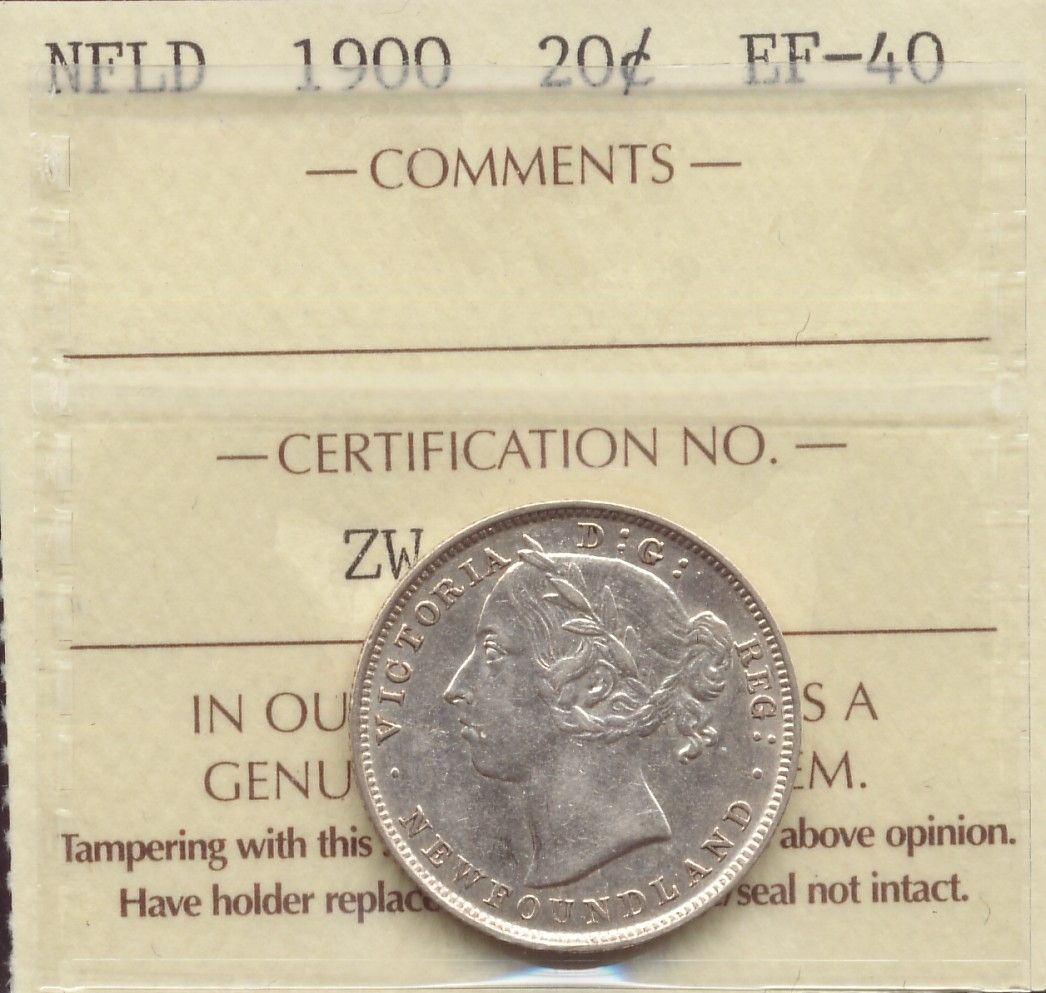 NFLD 1900 20¢ EF-40
— COMMENTS —
— CERTIFICATION NO. —
ZW
IN OU S A
GENU EM.
Tampering with this above opinion.
Have holder replac seal not intact.
VICTORIA D:G: REG:
NEWFOUNDLAND